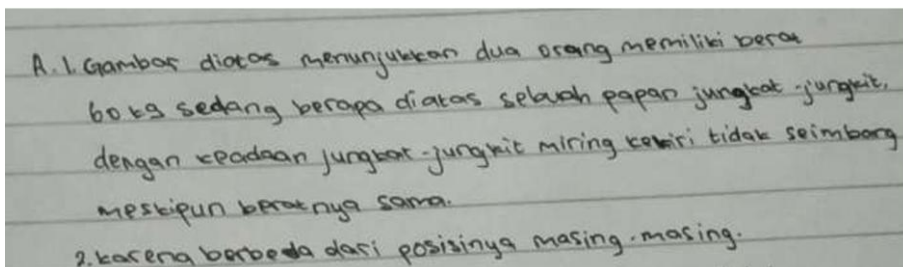 A. 1. Gambar diatas menunjukkan dua orang memiliki berat
60 kg sedang berapa diatas sebuah papan jungkat-jungkit,
dengan keadaan jungkat-jungkit miring kekiri tidak seimbang
meskipun beratnya sama.
2. karena berbeda dari posisinya masing-masing.